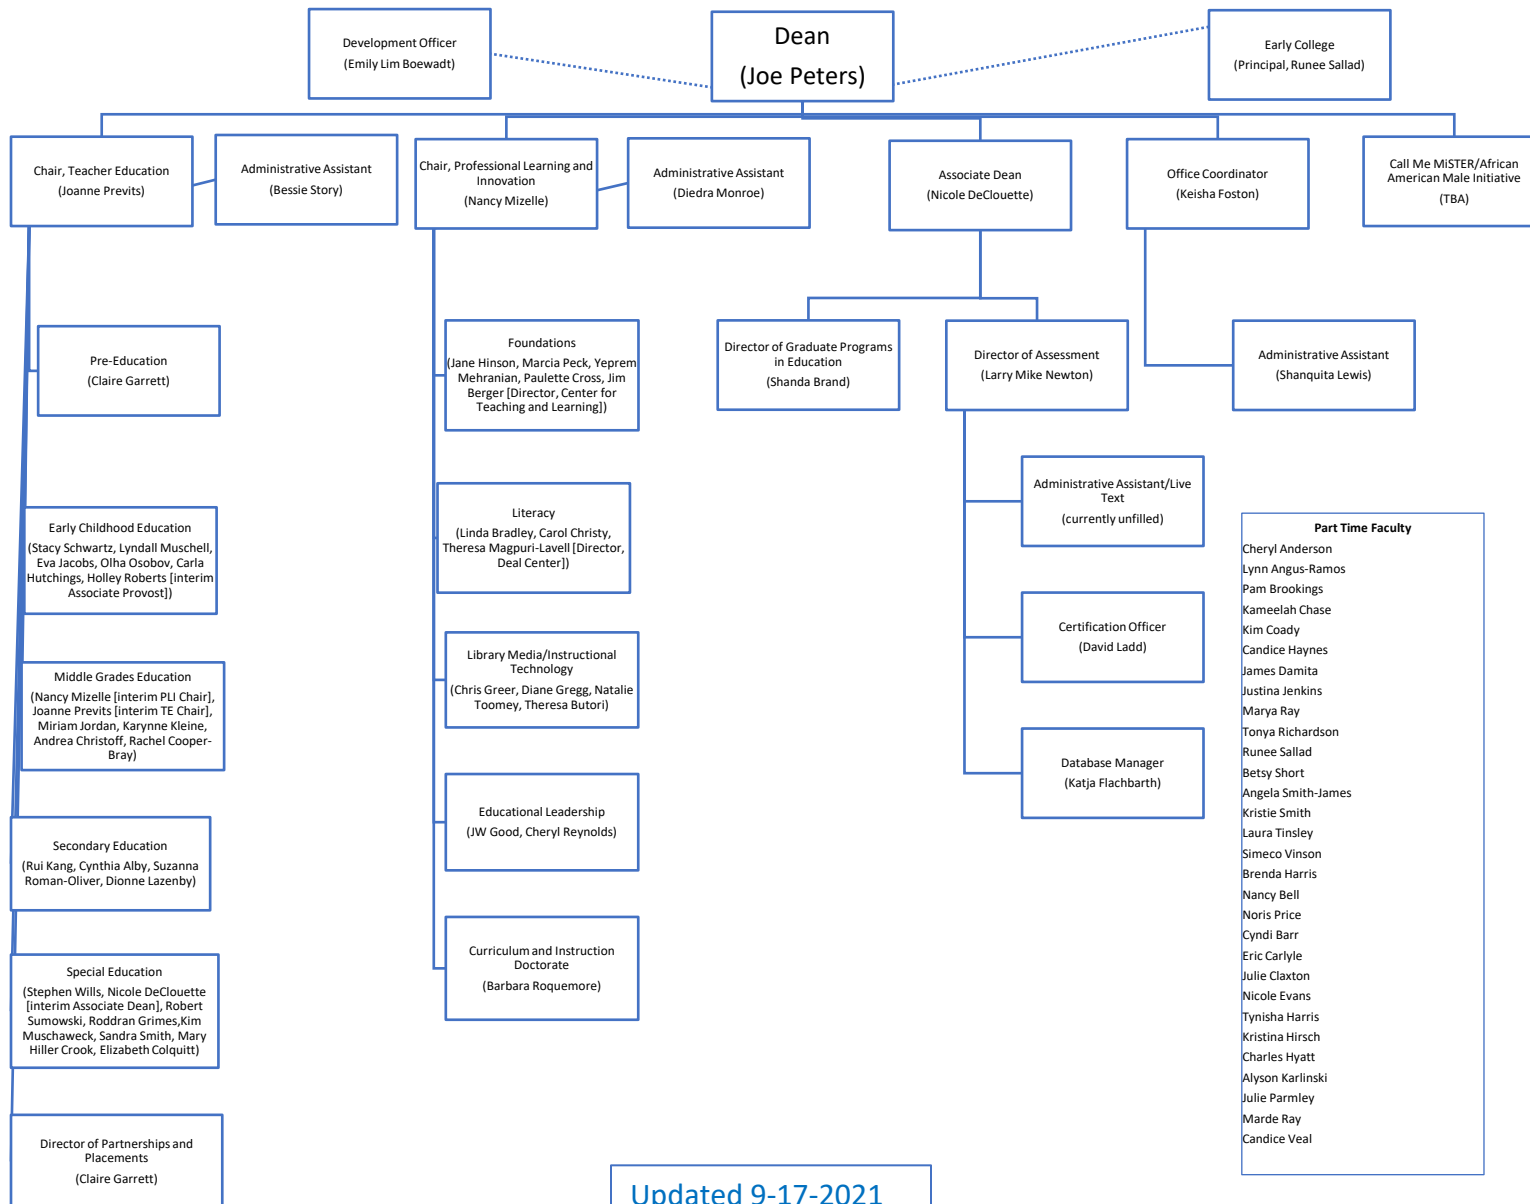 Development Officer
(Emily Lim Boewadt)
Dean
(Joe Peters)
Early College
(Principal, Runee Sallad)
Chair, Teacher Education
(Joanne Previts)
Administrative Assistant
(Bessie Story)
Chair, Professional Learning and
Innovation
(Nancy Mizelle)
Administrative Assistant
(Diedra Monroe)
Associate Dean
(Nicole DeClouette)
Office Coordinator
(Keisha Foston)
Call Me MiSTER/African
American Male Initiative
(TBA)
Pre-Education
(Claire Garrett)
Foundations
(Jane Hinson, Marcia Peck, Yeprem
Mehranian, Paulette Cross, Jim
Berger [Director, Center for
Teaching and Learning])
Director of Graduate Programs
in Education
(Shanda Brand)
Director of Assessment
(Larry Mike Newton)
Administrative Assistant
(Shanquita Lewis)
Early Childhood Education
(Stacy Schwartz, Lyndall Muschell,
Eva Jacobs, Olha Osobov, Carla
Hutchings, Holley Roberts [interim
Associate Provost])
Literacy
(Linda Bradley, Carol Christy,
Theresa Magpuri-Lavell [Director,
Deal Center])
Administrative Assistant/Live
Text
(currently unfilled)
Middle Grades Education
(Nancy Mizelle [interim PLI Chair],
Joanne Previts [interim TE Chair],
Miriam Jordan, Karynne Kleine,
Andrea Christoff, Rachel Cooper-
Bray)
Library Media/Instructional
Technology
(Chris Greer, Diane Gregg, Natalie
Toomey, Theresa Butori)
Certification Officer
(David Ladd)
Secondary Education
(Rui Kang, Cynthia Alby, Suzanna
Roman-Oliver, Dionne Lazenby)
Educational Leadership
(JW Good, Cheryl Reynolds)
Database Manager
(Katja Flachbarth)
Special Education
(Stephen Wills, Nicole DeClouette
[interim Associate Dean], Robert
Sumowski, Roddran Grimes,Kim
Muschaweck, Sandra Smith, Mary
Hiller Crook, Elizabeth Colquitt)
Curriculum and Instruction
Doctorate
(Barbara Roquemore)
Director of Partnerships and
Placements
(Claire Garrett)
Part Time Faculty
Cheryl Anderson
Lynn Angus-Ramos
Pam Brookings
Kameelah Chase
Kim Coady
Candice Haynes
James Damita
Justina Jenkins
Marya Ray
Tonya Richardson
Runee Sallad
Betsy Short
Angela Smith-James
Kristie Smith
Laura Tinsley
Simeco Vinson
Brenda Harris
Nancy Bell
Noris Price
Cyndi Barr
Eric Carlyle
Julie Claxton
Nicole Evans
Tynisha Harris
Kristina Hirsch
Charles Hyatt
Alyson Karlinski
Julie Parmley
Marde Ray
Candice Veal
Updated 9-17-2021